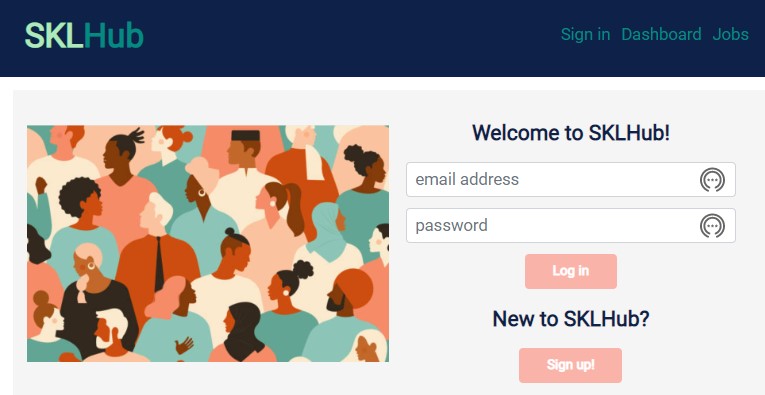 SKLHub
Sign in Dashboard Jobs
Welcome to SKLHub!
email address
password
Log in
New to SKLHub?
Sign up!